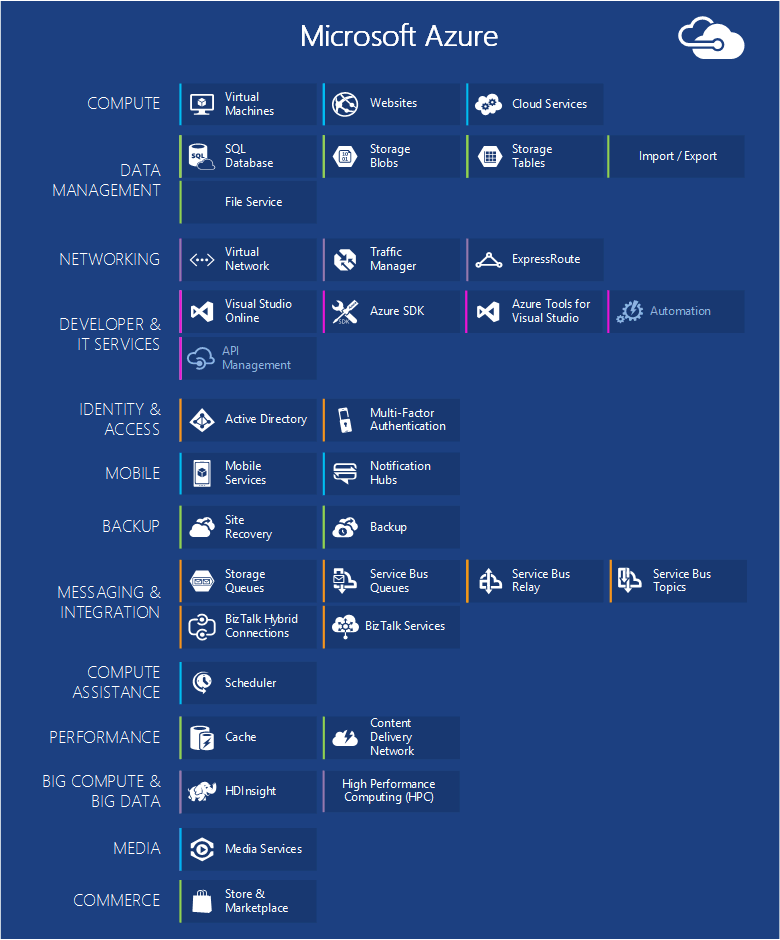 Microsoft Azure
COMPUTE
Virtual
Machines
Websites
Cloud Services
DATA
MANAGEMENT
SQL
SQL
Database
10
01
Storage
Blobs
Storage
Tables
Import / Export
File Service
NETWORKING
Virtual
Network
Traffic
Manager
ExpressRoute
DEVELOPER &
IT SERVICES
Visual Studio
Online
SDK
Azure SDK
Azure Tools for
Visual Studio
Automation
API
Management
IDENTITY &
ACCESS
Active Directory
Multi-Factor
Authentication
MOBILE
Mobile
Services
Notification
Hubs
BACKUP
Site
Recovery
Backup
MESSAGING &
INTEGRATION
Storage
Queues
Service Bus
Queues
Service Bus
Relay
Service Bus
Topics
BizTalk Hybrid
Connections
BizTalk Services
COMPUTE
ASSISTANCE
Scheduler
PERFORMANCE
Cache
Content
Delivery
Network
BIG COMPUTE &
BIG DATA
HDInsight
High Performance
Computing (HPC)
MEDIA
Media Services
COMMERCE
Store &
Marketplace